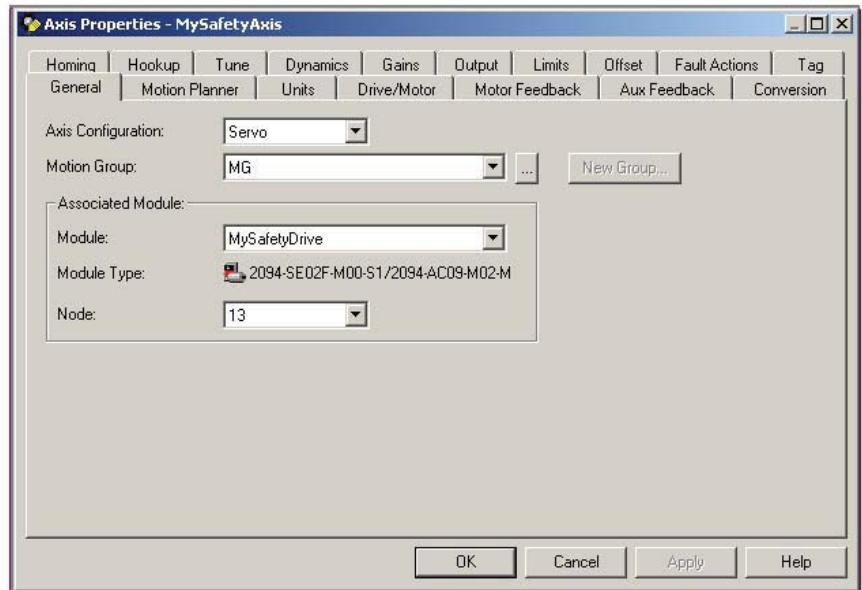 Axis Properties - MySafetyAxis
Homing Hookup Tune Dynamics Gains Output Limits Offset Fault Actions Tag
General Motion Planner Units Drive/Motor Motor Feedback Aux Feedback Conversion
Axis Configuration: Servo
Motion Group: MG ... New Group...
Associated Module:
Module: MySafetyDrive
Module Type: 2094-SE02F-M00-S1/2094-AC09-M02-M
Node: 13
OK Cancel Apply Help